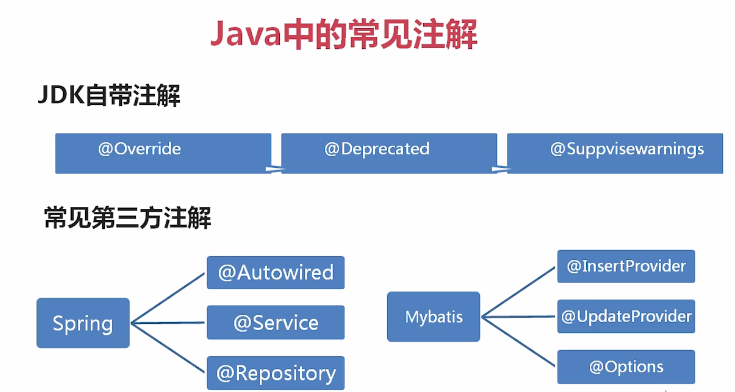 Java中的常见注解
JDK自带注解
@Override
@Deprecated
@Suppvisewarnings
常见第三方注解
Spring
@Autowired
@Service
@Repository
Mybatis
@InsertProvider
@UpdateProvider
@Options